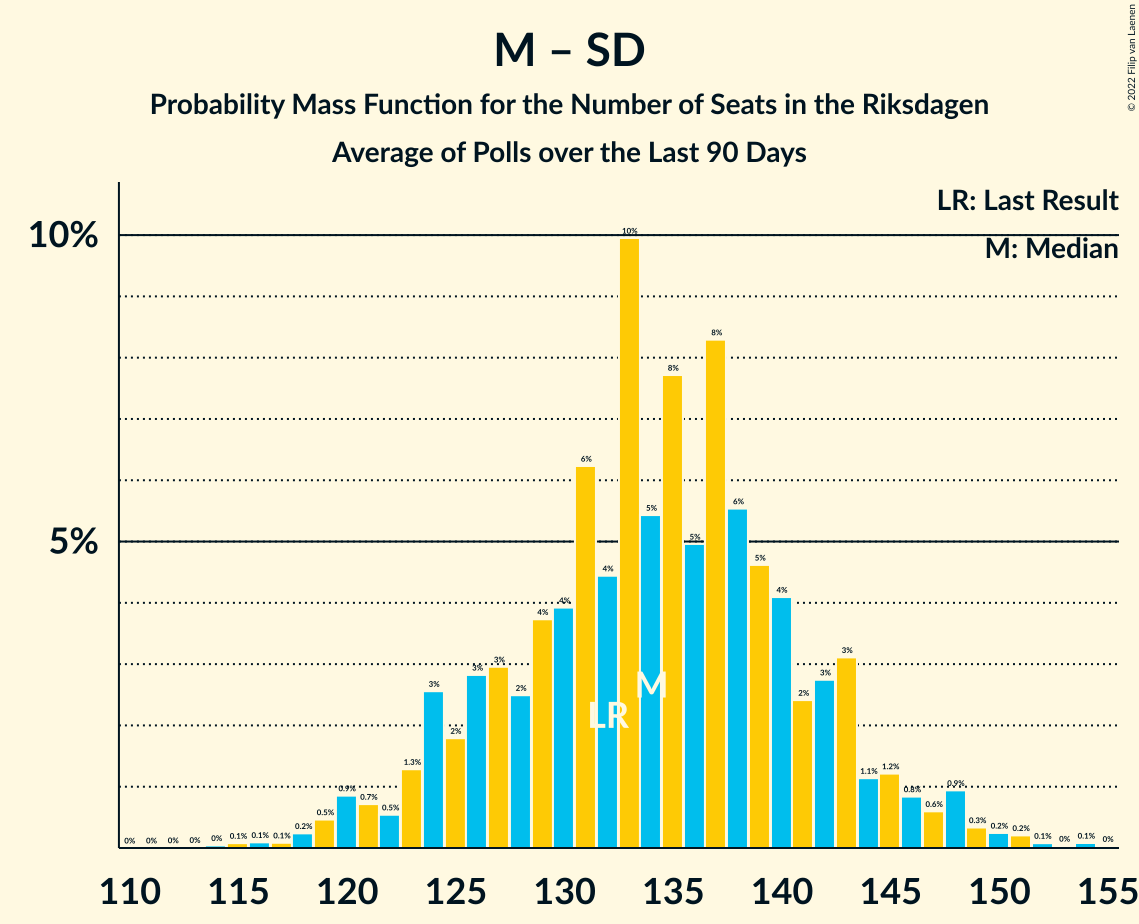 © 2022 Filip van Laenen
M – SD
Probability Mass Function for the Number of Seats in the Riksdagen
Average of Polls over the Last 90 Days
LR: Last Result
M: Median
10%
5%
0% 0% 0% 0% 0% 0.1% 0.1% 0.1% 0.2% 0.5% 0.9% 0.7% 0.5% 1.3% 3% 2% 3% 3% 2% 4% 4% 6% 4% 10% 5% 8% 5% 8% 6% 5% 4% 2% 3% 3% 1.1% 1.2% 0.8% 0.6% 0.9% 0.3% 0.2% 0.2% 0.1% 0% 0.1% 0%
M
LR
110 115 120 125 130 135 140 145 150 155